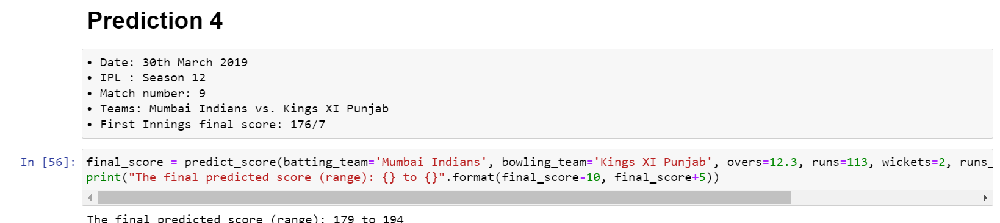 Prediction 4
• Date: 30th March 2019
• IPL : Season 12
• Match number: 9
• Teams: Mumbai Indians vs. Kings XI Punjab
• First Innings final score: 176/7
In [56]: final_score = predict_score(batting_team='Mumbai Indians', bowling_team='Kings XI Punjab', overs=12.3, runs=113, wickets=2, runs_
print("The final predicted score (range): {} to {}".format(final_score-10, final_score+5))
The final predicted score (range): 179 to 194